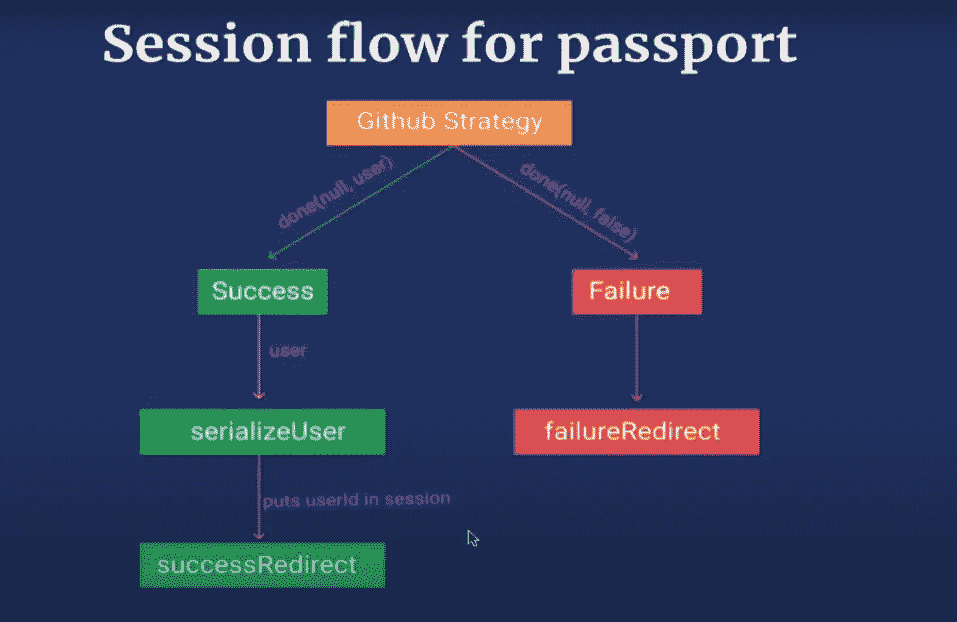 Session flow for passport
Github Strategy
done(null, user)
done(null, false)
Success
Failure
user
serializeUser
failureRedirect
puts userId in session
successRedirect